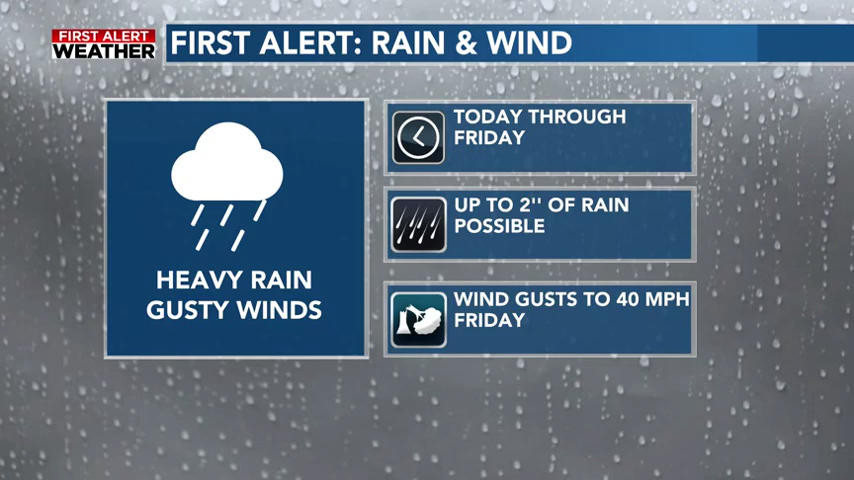 FIRST ALERT
WEATHER
FIRST ALERT: RAIN & WIND
HEAVY RAIN
GUSTY WINDS
TODAY THROUGH
FRIDAY
UP TO 2'' OF RAIN
POSSIBLE
WIND GUSTS TO 40 MPH
FRIDAY